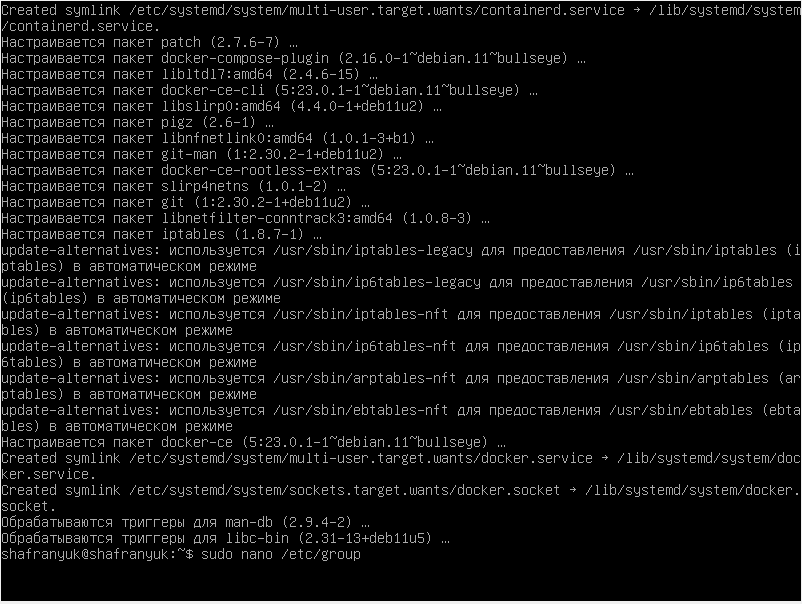 Created symlink /etc/systemd/system/multi-user.target.wants/containerd.service → /lib/systemd/system
/containerd.service.
Настраивается пакет patch (2.7.6-7) …
Настраивается пакет docker-compose-plugin (2.16.0-1~debian.11~bullseye) …
Настраивается пакет libltdl7:amd64 (2.4.6-15) …
Настраивается пакет docker-ce-cli (5:23.0.1-1~debian.11~bullseye) …
Настраивается пакет libslirp0:amd64 (4.4.0-1+deb11u2) …
Настраивается пакет pigz (2.6-1) …
Настраивается пакет libnfnetlink0:amd64 (1.0.1-3+b1) …
Настраивается пакет git-man (1:2.30.2-1+deb11u2) …
Настраивается пакет docker-ce-rootless-extras (5:23.0.1-1~debian.11~bullseye) …
Настраивается пакет slirp4netns (1.0.1-2) …
Настраивается пакет git (1:2.30.2-1+deb11u2) …
Настраивается пакет libnetfilter-conntrack3:amd64 (1.0.8-3) …
Настраивается пакет iptables (1.8.7-1) …
update-alternatives: используется /usr/sbin/iptables-legacy для предоставления /usr/sbin/iptables (i
ptables) в автоматическом режиме
update-alternatives: используется /usr/sbin/ip6tables-legacy для предоставления /usr/sbin/ip6tables
(ip6tables) в автоматическом режиме
update-alternatives: используется /usr/sbin/iptables-nft для предоставления /usr/sbin/iptables (ipta
bles) в автоматическом режиме
update-alternatives: используется /usr/sbin/ip6tables-nft для предоставления /usr/sbin/ip6tables (ip
6tables) в автоматическом режиме
update-alternatives: используется /usr/sbin/arptables-nft для предоставления /usr/sbin/arptables (ar
ptables) в автоматическом режиме
update-alternatives: используется /usr/sbin/ebtables-nft для предоставления /usr/sbin/ebtables (ebta
bles) в автоматическом режиме
Настраивается пакет docker-ce (5:23.0.1-1~debian.11~bullseye) …
Created symlink /etc/systemd/system/multi-user.target.wants/docker.service → /lib/systemd/system/doc
ker.service.
Created symlink /etc/systemd/system/sockets.target.wants/docker.socket → /lib/systemd/system/docker.
socket.
Обрабатываются триггеры для man-db (2.9.4-2) …
Обрабатываются триггеры для libc-bin (2.31-13+deb11u5) …
shafranyuk@shafranyuk:~$ sudo nano /etc/group